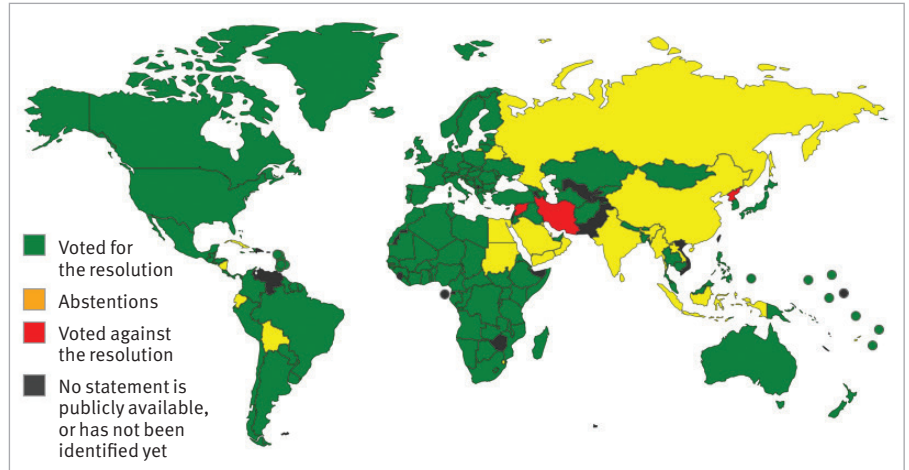 Voted for
the resolution
Abstentions
Voted against
the resolution
No statement is
publicly available,
or has not been
identified yet